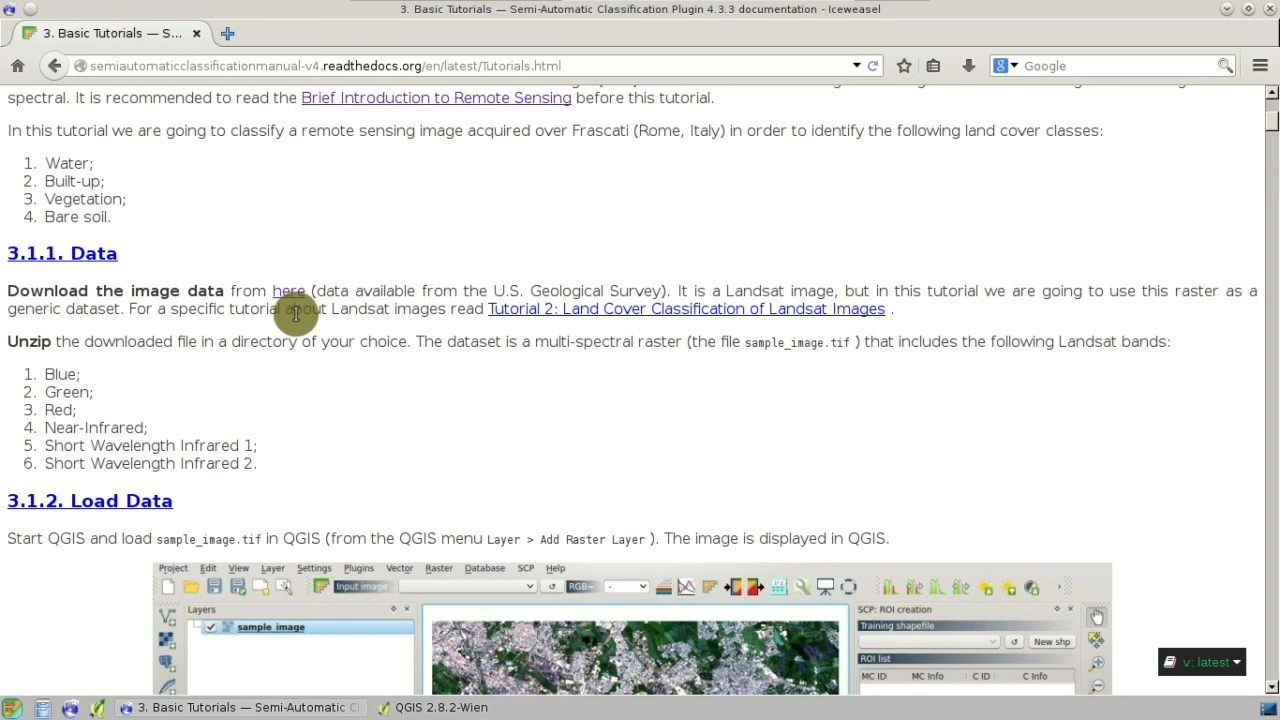 3. Basic Tutorials — Semi-Automatic Classification Plugin 4.3.3 documentation - Iceweasel
3. Basic Tutorials — S...
semiautomaticclassificationmanual-v4.readthedocs.org/en/latest/Tutorials.html
Google
spectral. It is recommended to read the Brief Introduction to Remote Sensing before this tutorial.
In this tutorial we are going to classify a remote sensing image acquired over Frascati (Rome, Italy) in order to identify the following land cover classes:
1. Water;
2. Built-up;
3. Vegetation;
4. Bare soil.
3.1.1. Data
Download the image data from here (data available from the U.S. Geological Survey). It is a Landsat image, but in this tutorial we are going to use this raster as a
generic dataset. For a specific tutorial about Landsat images read Tutorial 2: Land Cover Classification of Landsat Images .
Unzip the downloaded file in a directory of your choice. The dataset is a multi-spectral raster (the file sample_image.tif ) that includes the following Landsat bands:
1. Blue;
2. Green;
3. Red;
4. Near-Infrared;
5. Short Wavelength Infrared 1;
6. Short Wavelength Infrared 2.
3.1.2. Load Data
Start QGIS and load sample_image.tif in QGIS (from the QGIS menu Layer > Add Raster Layer ). The image is displayed in QGIS.
Project Edit View Layer Settings Plugins Vector Raster Database SCP Help
Input image RGB= -
Layers
sample_image
SCP: ROI creation
Training shapefile
New shp
ROI list
MC ID MC Info C ID C Info
v: latest
3. Basic Tutorials — Semi-Automatic Cl
QGIS 2.8.2-Wien